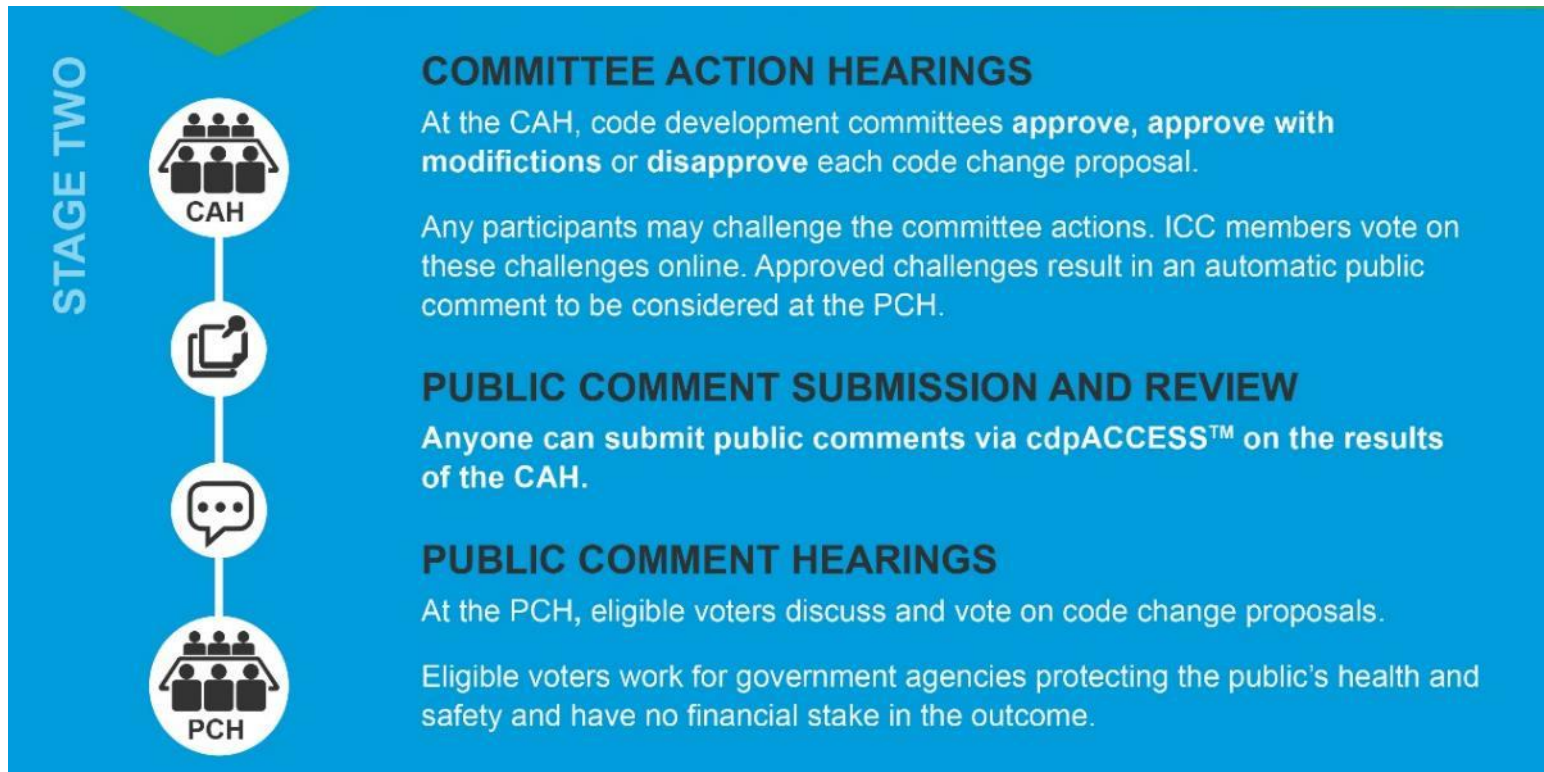 STAGE TWO
COMMITTEE ACTION HEARINGS
At the CAH, code development committees approve, approve with
modifictions or disapprove each code change proposal.
CAH
Any participants may challenge the committee actions. ICC members vote on
these challenges online. Approved challenges result in an automatic public
comment to be considered at the PCH.
PUBLIC COMMENT SUBMISSION AND REVIEW
Anyone can submit public comments via cdpACCESS™ on the results
of the CAH.
PUBLIC COMMENT HEARINGS
At the PCH, eligible voters discuss and vote on code change proposals.
Eligible voters work for government agencies protecting the public's health and
safety and have no financial stake in the outcome.
PCH